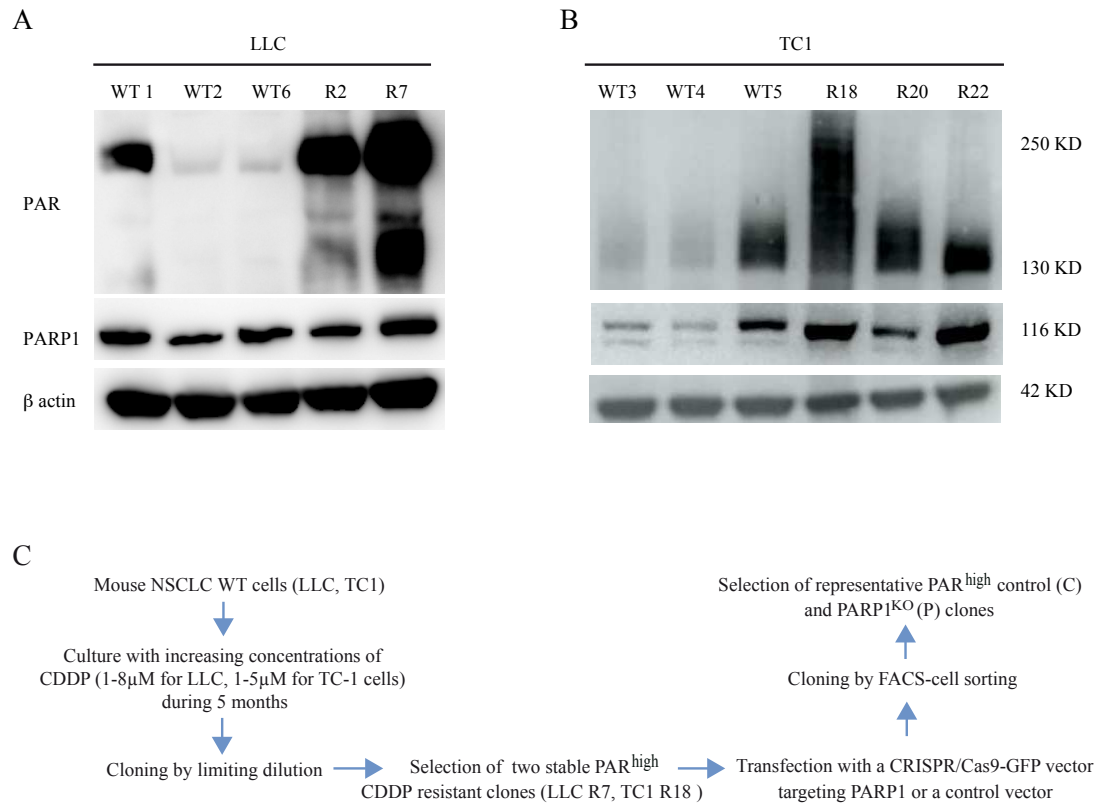 A
B
LLC
TC1
WT 1 WT2 WT6 R2 R7
WT3 WT4 WT5 R18 R20 R22
250 KD
PAR
130 KD
PARP1
116 KD
β actin
42 KD
C
Mouse NSCLC WT cells (LLC, TC1)
Culture with increasing concentrations of
CDDP (1-8µM for LLC, 1-5µM for TC-1 cells)
during 5 months
Cloning by limiting dilution
Selection of two stable PARhigh
CDDP resistant clones (LLC R7, TC1 R18 )
Transfection with a CRISPR/Cas9-GFP vector
targeting PARP1 or a control vector
Cloning by FACS-cell sorting
Selection of representative PARhigh control (C)
and PARP1KO (P) clones